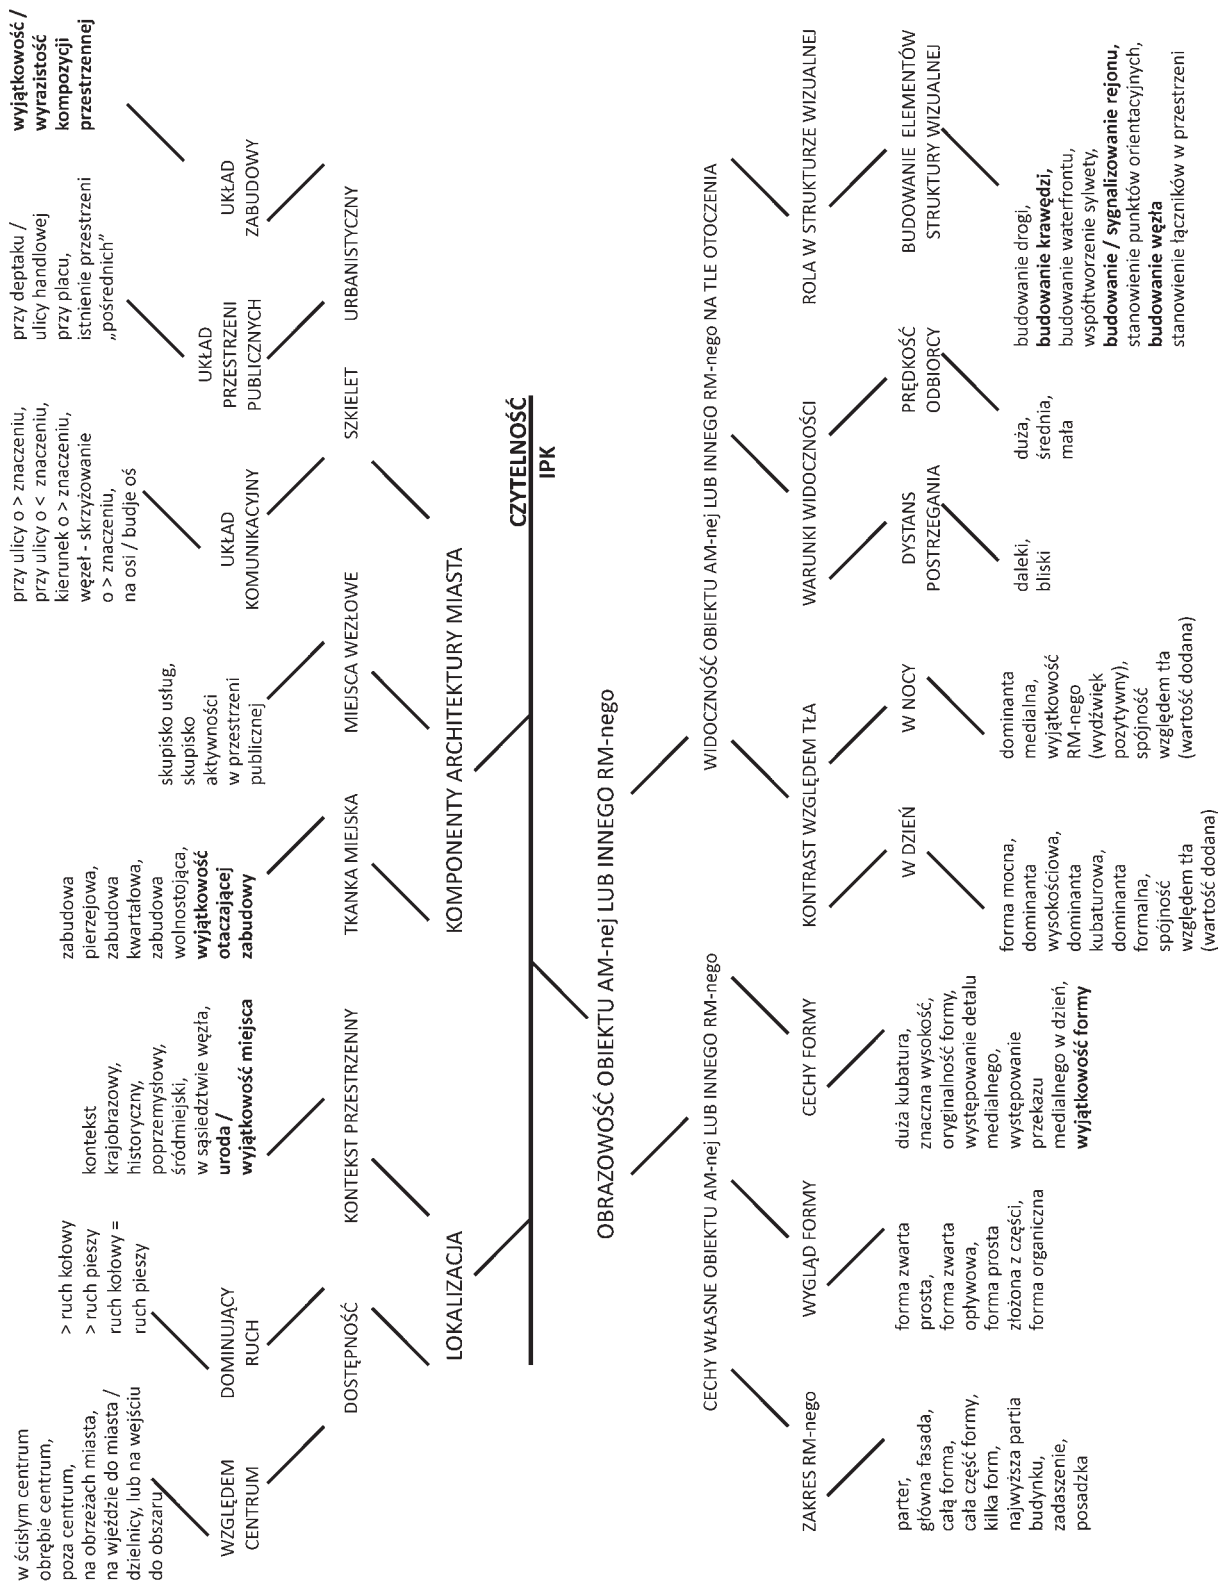 w ścisłym centrum
obrębie centrum,
poza centrum,
na obrzeżach miasta,
na wjeździe do miasta /
dzielnicy, lub na wejściu
do obszaru
WZGLĘDEM
CENTRUM
> ruch kołowy
> ruch pieszy
ruch kołowy =
ruch pieszy
DOMINUJĄCY
RUCH
DOSTĘPNOŚĆ
kontekst
krajobrazowy,
historyczny,
poprzemysłowy,
śródmiejski,
w sąsiedztwie węzła,
uroda /
wyjątkowość miejsca
KONTEKST PRZESTRZENNY
LOKALIZACJA
zabudowa
pierzejowa,
zabudowa
kwartałowa,
zabudowa
wolnostojąca,
wyjątkowość
otaczającej
zabudowy
TKANKA MIEJSKA
skupisko usług,
skupisko
aktywności
w przestrzeni
publicznej
MIEJSCA WĘZŁOWE
przy ulicy o > znaczeniu,
przy ulicy o < znaczeniu,
kierunek o > znaczeniu,
węzeł - skrzyżowanie
o > znaczeniu,
na osi / budje oś
UKŁAD
KOMUNIKACYJNY
SZKIELET
przy deptaku /
ulicy handlowej
przy placu,
istnienie przestrzeni
„pośrednich”
UKŁAD
PRZESTRZENI
PUBLICZNYCH
wyjątkowość /
wyrazistość
kompozycji
przestrzennej
UKŁAD
ZABUDOWY
URBANISTYCZNY
KOMPONENTY ARCHITEKTURY MIASTA
CZYTELNOŚĆ
IPK
OBRAZOWOŚĆ OBIEKTU AM-nej LUB INNEGO RM-nego
CECHY WŁASNE OBIEKTU AM-nej LUB INNEGO RM-nego
ZAKRES RM-nego
parter,
główna fasada,
całą forma,
cała część formy,
kilka form,
najwyższa partia
budynku,
zadaszenie,
posadzka
WYGLĄD FORMY
forma zwarta
prosta,
forma zwarta
opływowa,
forma prosta
złożona z części,
forma organiczna
CECHY FORMY
duża kubatura,
znaczna wysokość,
oryginalność formy,
występowanie detalu
medialnego,
występowanie
przekazu
medialnego w dzień,
wyjątkowość formy
WIDOCZNOŚĆ OBIEKTU AM-nej LUB INNEGO RM-nego NA TLE OTOCZENIA
KONTRAST WZGLĘDEM TŁA
W DZIEŃ
forma mocna,
dominanta
wysokościowa,
dominanta
kubaturowa,
dominanta
formalna,
spójność
względem tła
(wartość dodana)
W NOCY
dominanta
medialna,
wyjątkowość
RM-nego
(wydźwięk
pozytywny),
spójność
względem tła
(wartość dodana)
WARUNKI WIDOCZNOŚCI
DYSTANS
POSTRZEGANIA
daleki,
bliski
PRĘDKOŚĆ
ODBIORCY
duża,
średnia,
mała
ROLA W STRUKTURZE WIZUALNEJ
BUDOWANIE ELEMENTÓW
STRUKTURY WIZUALNEJ
budowanie drogi,
budowanie krawędzi,
budowanie waterfrontu,
współtworzenie sylwety,
budowanie / sygnalizowanie rejonu,
stanowienie punktów orientacyjnych,
budowanie węzła
stanowienie łączników w przestrzeni